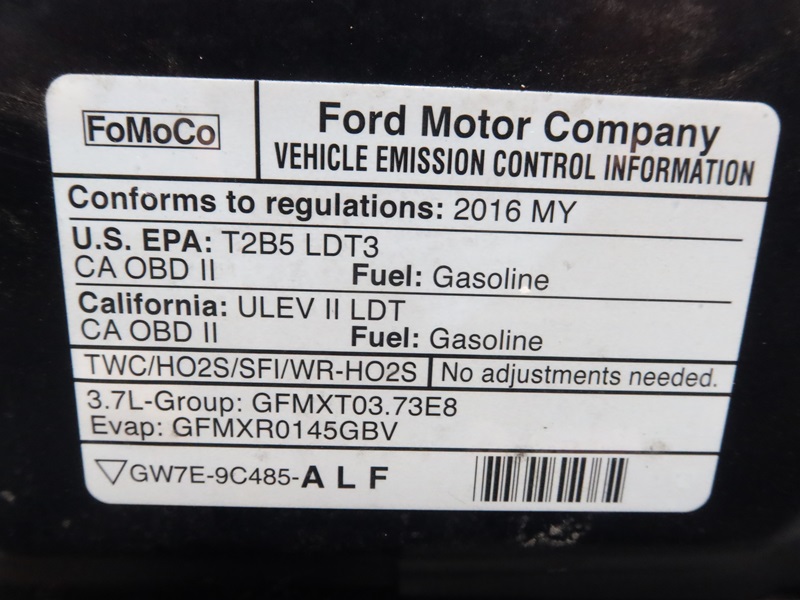 FoMoCo
Ford Motor Company
VEHICLE EMISSION CONTROL INFORMATION
Conforms to regulations: 2016 MY
U.S. EPA: T2B5 LDT3
CA OBD II Fuel: Gasoline
California: ULEV II LDT
CA OBD II Fuel: Gasoline
TWC/HO2S/SFI/WR-HO2S No adjustments needed.
3.7L-Group: GFMXT03.73E8
Evap: GFMXR0145GBV
GW7E-9C485-ALF